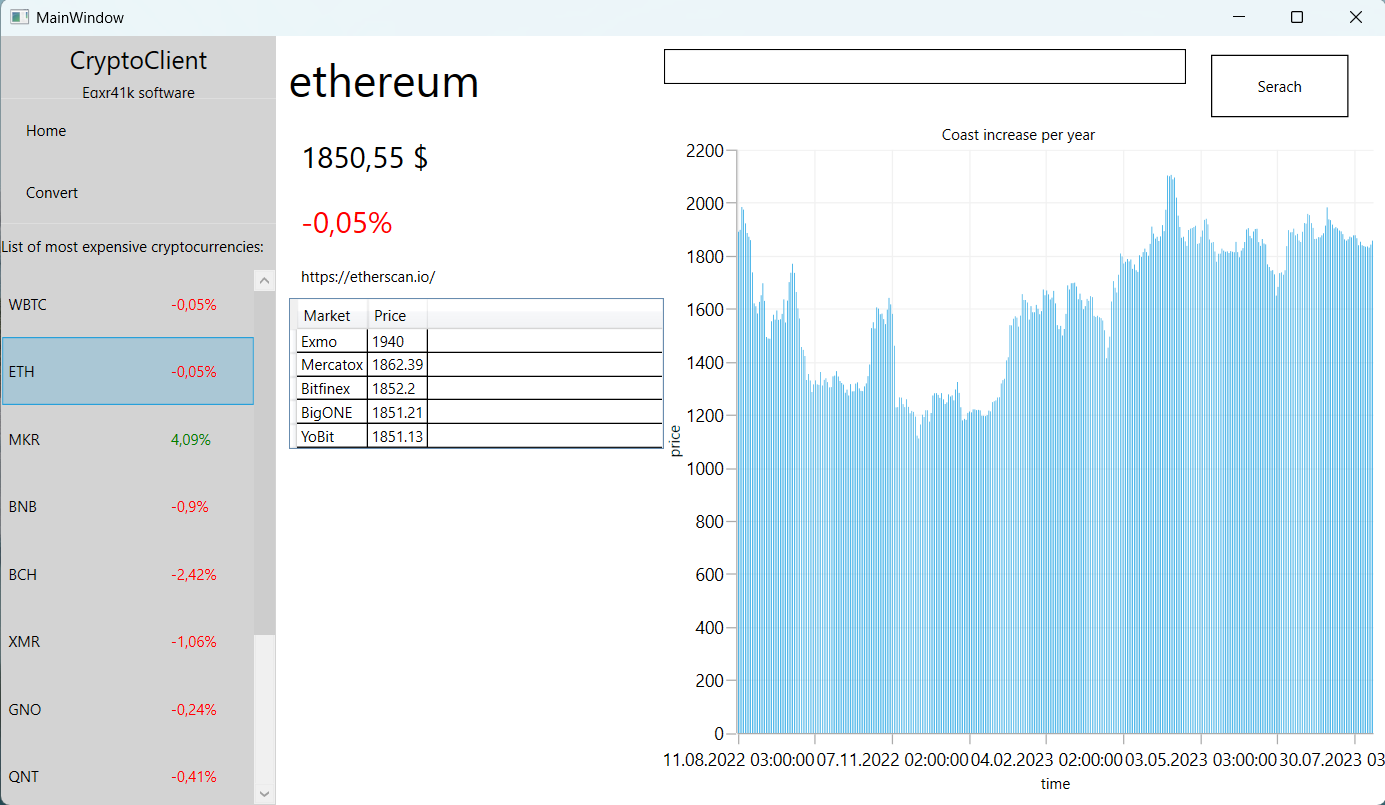 MainWindow
CryptoClient
Egxr41k software
Home
Convert
List of most expensive cryptocurrencies:
WBTC -0,05%
ETH -0,05%
MKR 4,09%
BNB -0,9%
BCH -2,42%
XMR -1,06%
GNO -0,24%
QNT -0,41%
ethereum
1850,55 $
-0,05%
https://etherscan.io/
Market Price
Exmo 1940
Mercatox 1862.39
Bitfinex 1852.2
BigONE 1851.21
YoBit 1851.13
Serach
Coast increase per year
2200
2000
1800
1600
1400
1200
1000
800
600
400
200
0
price
11.08.2022 03:00:00 07.11.2022 02:00:00 04.02.2023 02:00:00 03.05.2023 03:00:00 30.07.2023 03
time